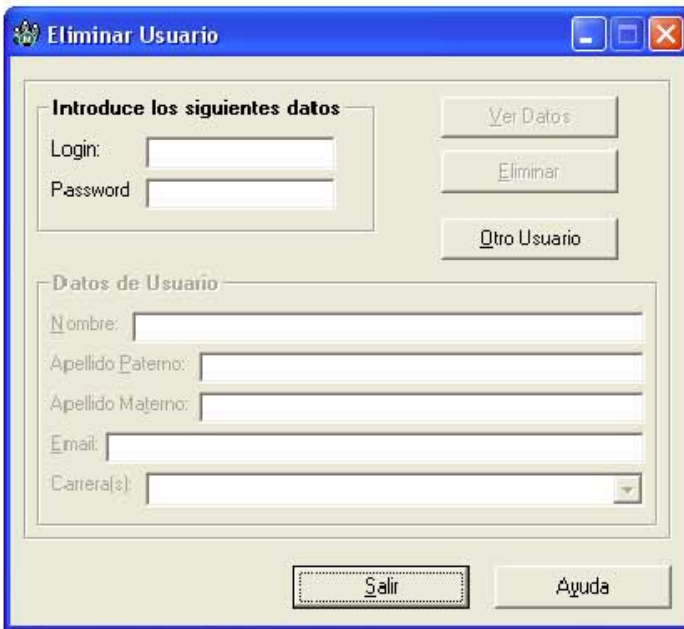 Eliminar Usuario
Introduce los siguientes datos
Login:
Password
Ver Datos
Eliminar
Otro Usuario
Datos de Usuario
Nombre:
Apellido Paterno:
Apellido Materno:
Email:
Carrera(s):
Salir
Ayuda